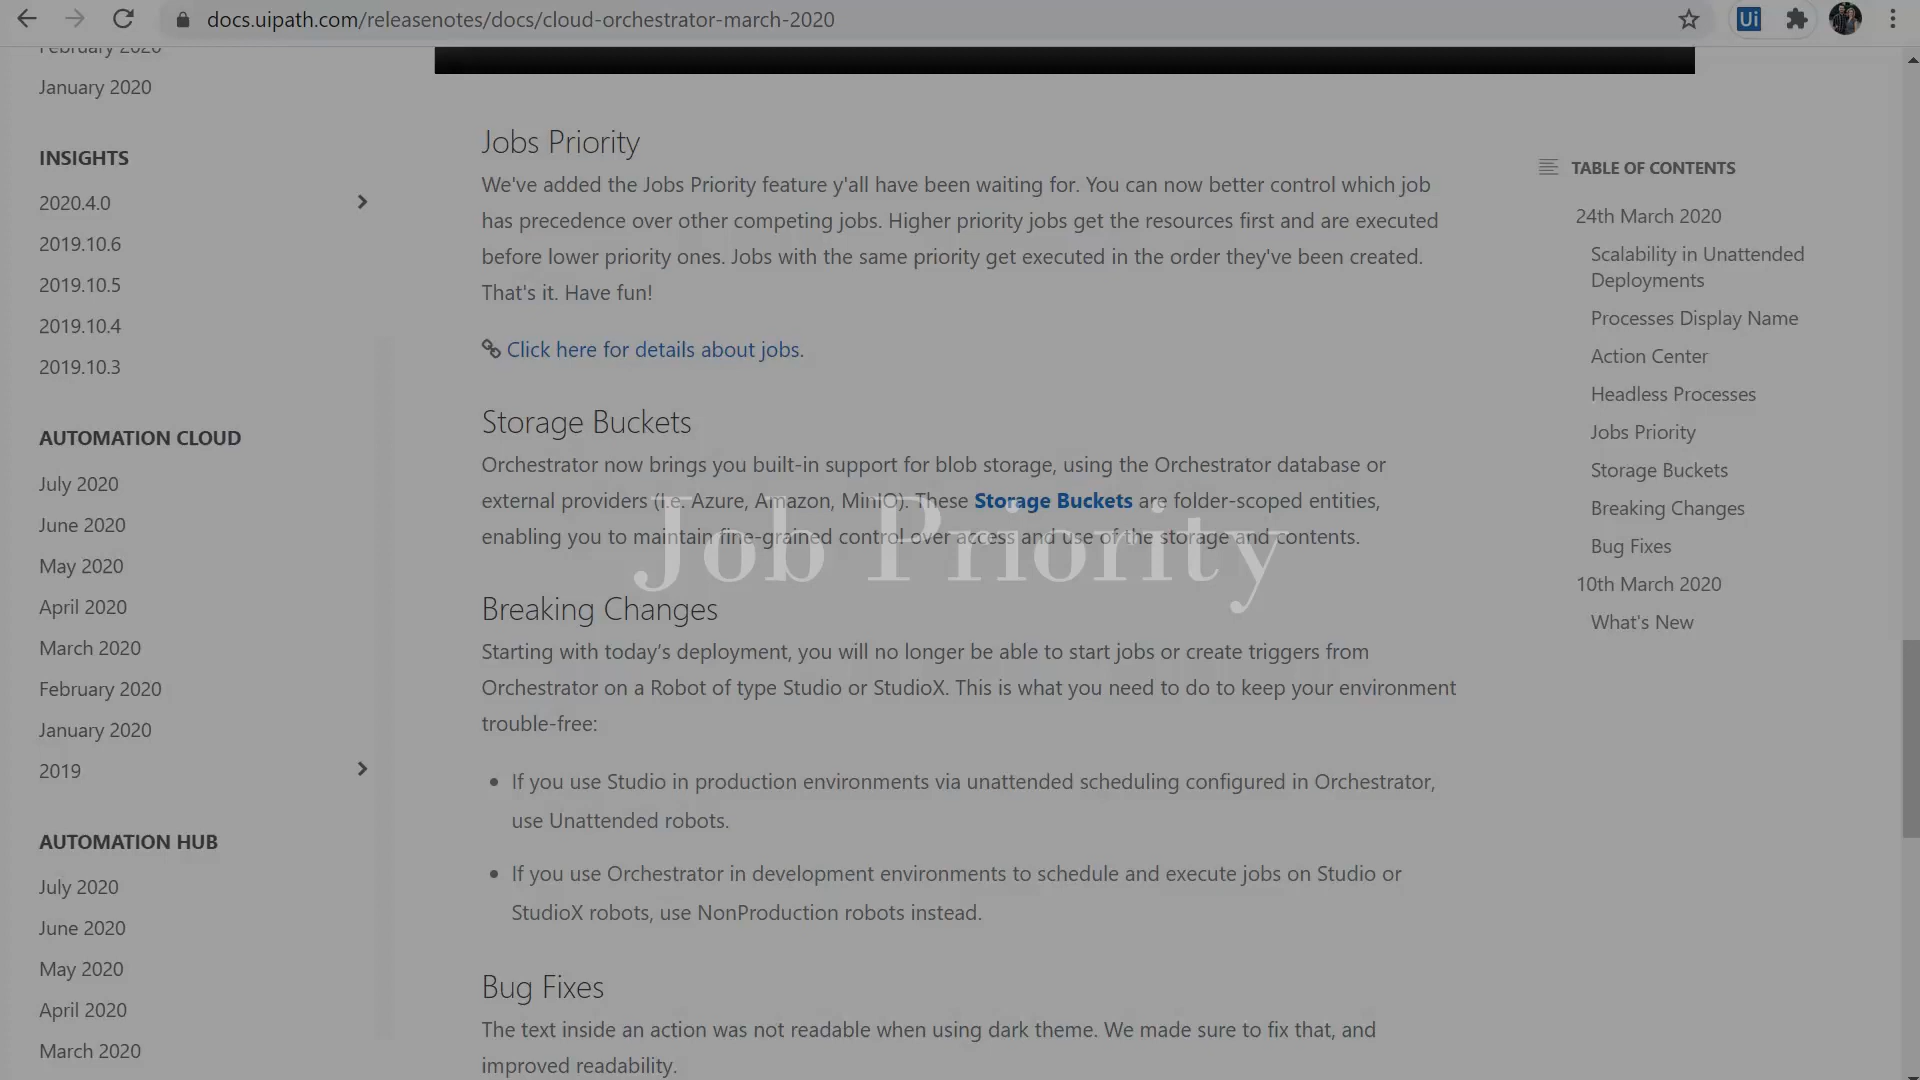 docs.uipath.com/releasenotes/docs/cloud-orchestrator-march-2020
Ui
February 2020
January 2020
INSIGHTS
2020.4.0
2019.10.6
2019.10.5
2019.10.4
2019.10.3
AUTOMATION CLOUD
July 2020
June 2020
May 2020
April 2020
March 2020
February 2020
January 2020
2019
AUTOMATION HUB
July 2020
June 2020
May 2020
April 2020
March 2020
Jobs Priority
We've added the Jobs Priority feature y'all have been waiting for. You can now better control which job
has precedence over other competing jobs. Higher priority jobs get the resources first and are executed
before lower priority ones. Jobs with the same priority get executed in the order they've been created.
That's it. Have fun!
Click here for details about jobs.
Storage Buckets
Orchestrator now brings you built-in support for blob storage, using the Orchestrator database or
external providers (i.e. Azure, Amazon, MinIO). These Storage Buckets are folder-scoped entities,
enabling you to maintain fine-grained control over access and use of the storage and contents.
Job Priority
Breaking Changes
Starting with today's deployment, you will no longer be able to start jobs or create triggers from
Orchestrator on a Robot of type Studio or StudioX. This is what you need to do to keep your environment
trouble-free:
If you use Studio in production environments via unattended scheduling configured in Orchestrator,
use Unattended robots.
If you use Orchestrator in development environments to schedule and execute jobs on Studio or
StudioX robots, use NonProduction robots instead.
Bug Fixes
The text inside an action was not readable when using dark theme. We made sure to fix that, and
improved readability.
TABLE OF CONTENTS
24th March 2020
Scalability in Unattended
Deployments
Processes Display Name
Action Center
Headless Processes
Jobs Priority
Storage Buckets
Breaking Changes
Bug Fixes
10th March 2020
What's New